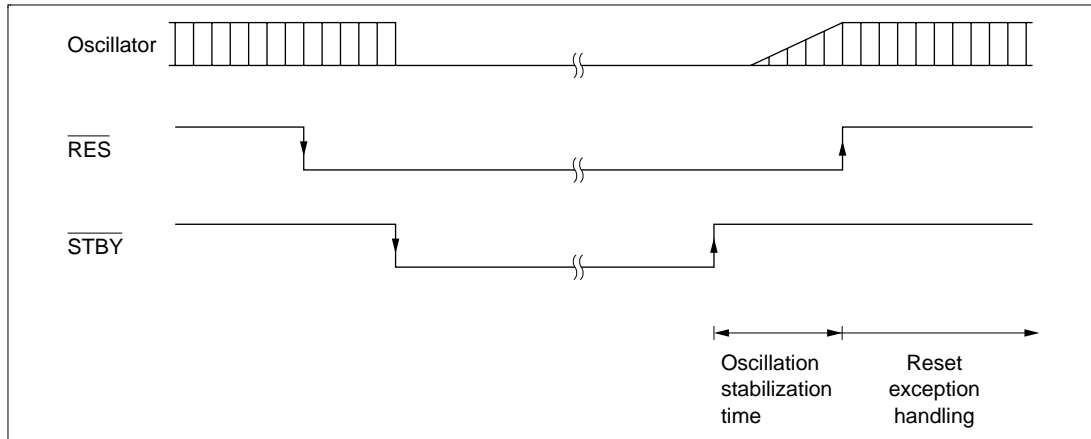 Oscillator
RES
STBY
Oscillation
stabilization
time
Reset
exception
handling